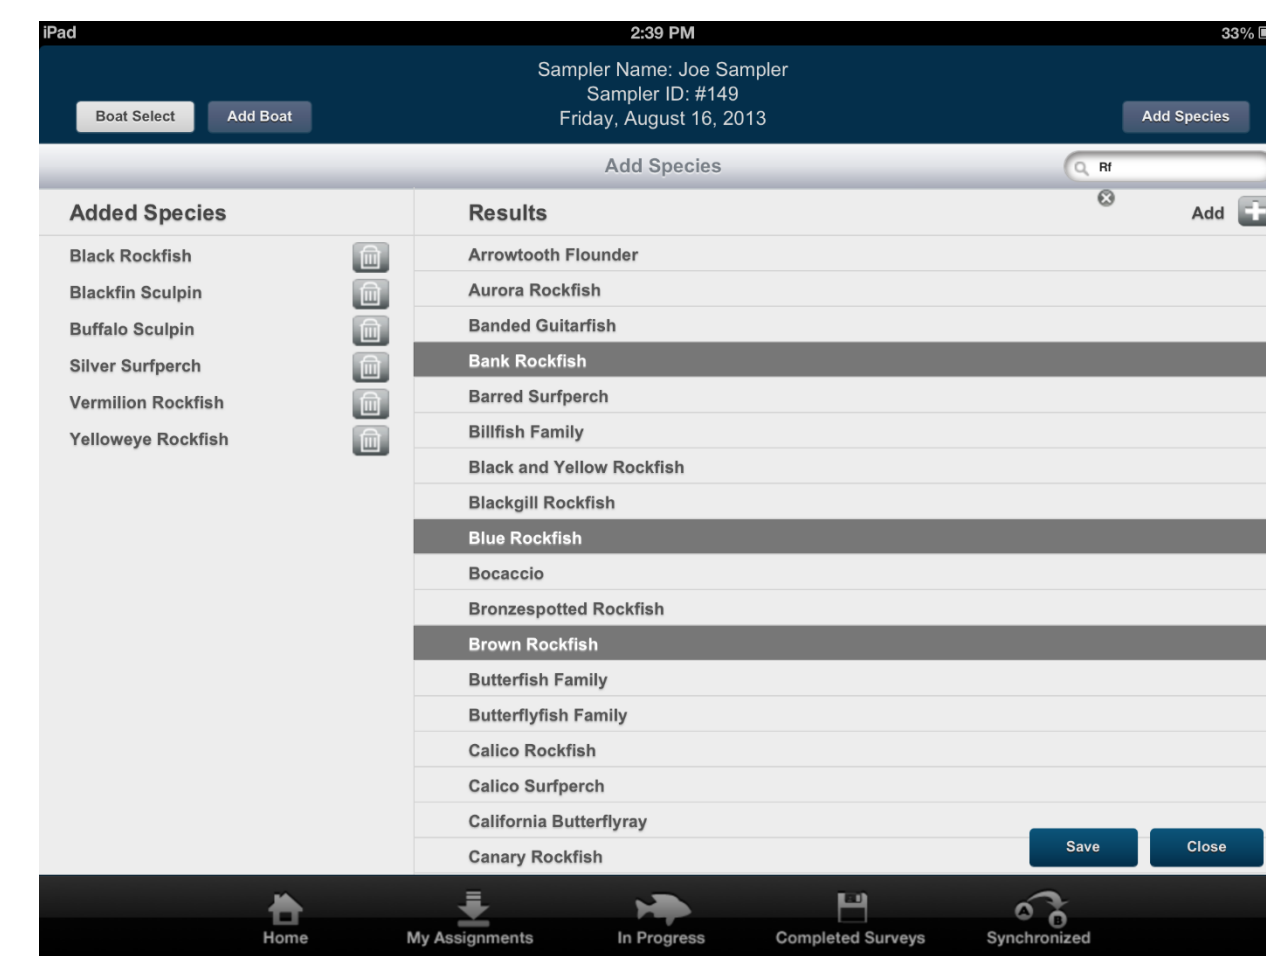 iPad
2:39 PM
33%
Sampler Name: Joe Sampler
Sampler ID: #149
Friday, August 16, 2013
Boat Select
Add Boat
Add Species
Add Species
Rf
Added Species
Black Rockfish
Blackfin Sculpin
Buffalo Sculpin
Silver Surfperch
Vermilion Rockfish
Yelloweye Rockfish
Results
Add
Arrowtooth Flounder
Aurora Rockfish
Banded Guitarfish
Bank Rockfish
Barred Surfperch
Billfish Family
Black and Yellow Rockfish
Blackgill Rockfish
Blue Rockfish
Bocaccio
Bronzespotted Rockfish
Brown Rockfish
Butterfish Family
Butterflyfish Family
Calico Rockfish
Calico Surfperch
California Butterflyray
Canary Rockfish
Save
Close
Home
My Assignments
In Progress
Completed Surveys
A
B
Synchronized